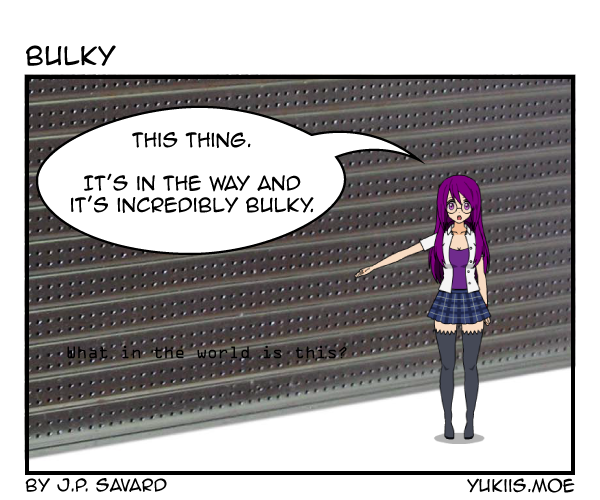 BULKY
THIS THING.
IT'S IN THE WAY AND
IT'S INCREDIBLY BULKY.
What in the world is this?
BY J.P. SAVARD
YUKIIS.MOE